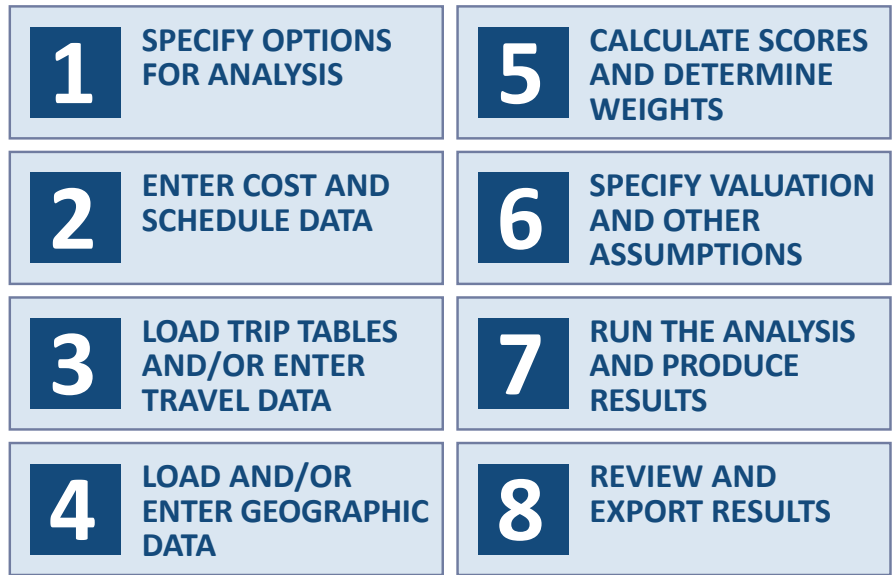 1
SPECIFY OPTIONS
FOR ANALYSIS
2
ENTER COST AND
SCHEDULE DATA
3
LOAD TRIP TABLES
AND/OR ENTER
TRAVEL DATA
4
LOAD AND/OR
ENTER GEOGRAPHIC
DATA
5
CALCULATE SCORES
AND DETERMINE
WEIGHTS
6
SPECIFY VALUATION
AND OTHER
ASSUMPTIONS
7
RUN THE ANALYSIS
AND PRODUCE
RESULTS
8
REVIEW AND
EXPORT RESULTS